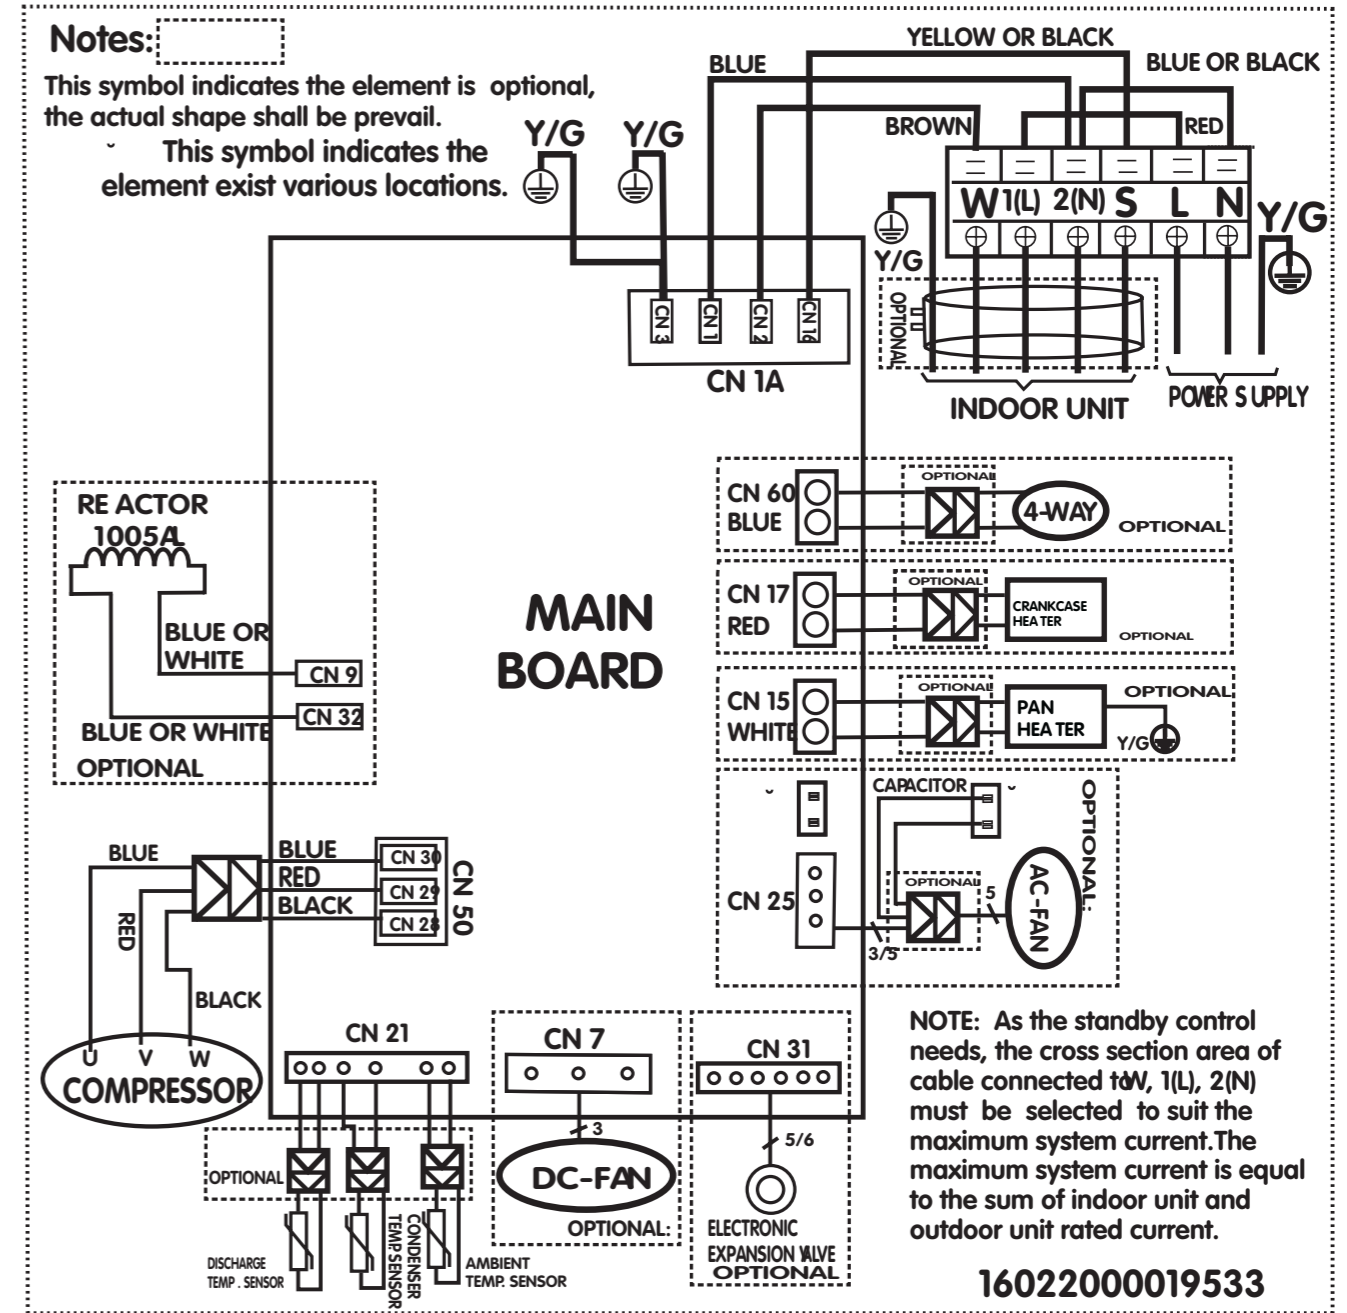 Notes:
This symbol indicates the element is optional,
the actual shape shall be prevail.
˘ This symbol indicates the
element exist various locations.
Y/G
Y/G
BLUE
YELLOW OR BLACK
BLUE OR BLACK
BROWN
RED
W 1(L) 2(N) S L N
Y/G
Y/G
OPTIONAL
INDOOR UNIT
POWER SUPPLY
CN 3
CN 1
CN 2
CN 16
CN 1A
RE ACTOR
1005AL
BLUE OR
WHITE
CN 9
CN 32
BLUE OR WHITE
OPTIONAL
MAIN
BOARD
CN 60
BLUE
OPTIONAL
4-WAY
OPTIONAL
CN 17
RED
OPTIONAL
CRANKCASE
HEATER
OPTIONAL
CN 15
WHITE
OPTIONAL
PAN
HEATER
OPTIONAL
Y/G
˘
CAPACITOR
˘
OPTIONAL:
CN 25
OPTIONAL
3/5
5
AC-FAN
BLUE
RED
BLACK
BLUE
RED
BLACK
CN 30
CN 29
CN 28
CN 50
U V W
COMPRESSOR
CN 21
OPTIONAL
DISCHARGE
TEMP. SENSOR
CONDENSER
TEMP.SENSOR
AMBIENT
TEMP. SENSOR
CN 7
3
DC-FAN
OPTIONAL:
CN 31
5/6
ELECTRONIC
EXPANSION VALVE
OPTIONAL
NOTE: As the standby control
needs, the cross section area of
cable connected to W, 1(L), 2(N)
must be selected to suit the
maximum system current.The
maximum system current is equal
to the sum of indoor unit and
outdoor unit rated current.
16022000019533